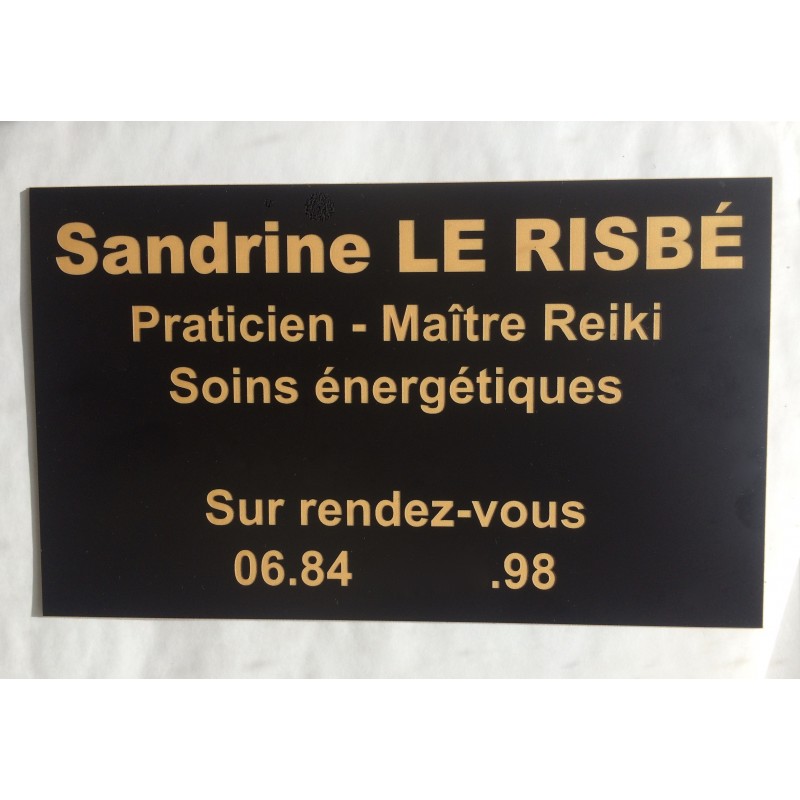 Sandrine LE RISBÉ
Praticien - Maître Reiki
Soins énergétiques
Sur rendez-vous
06.84 .98